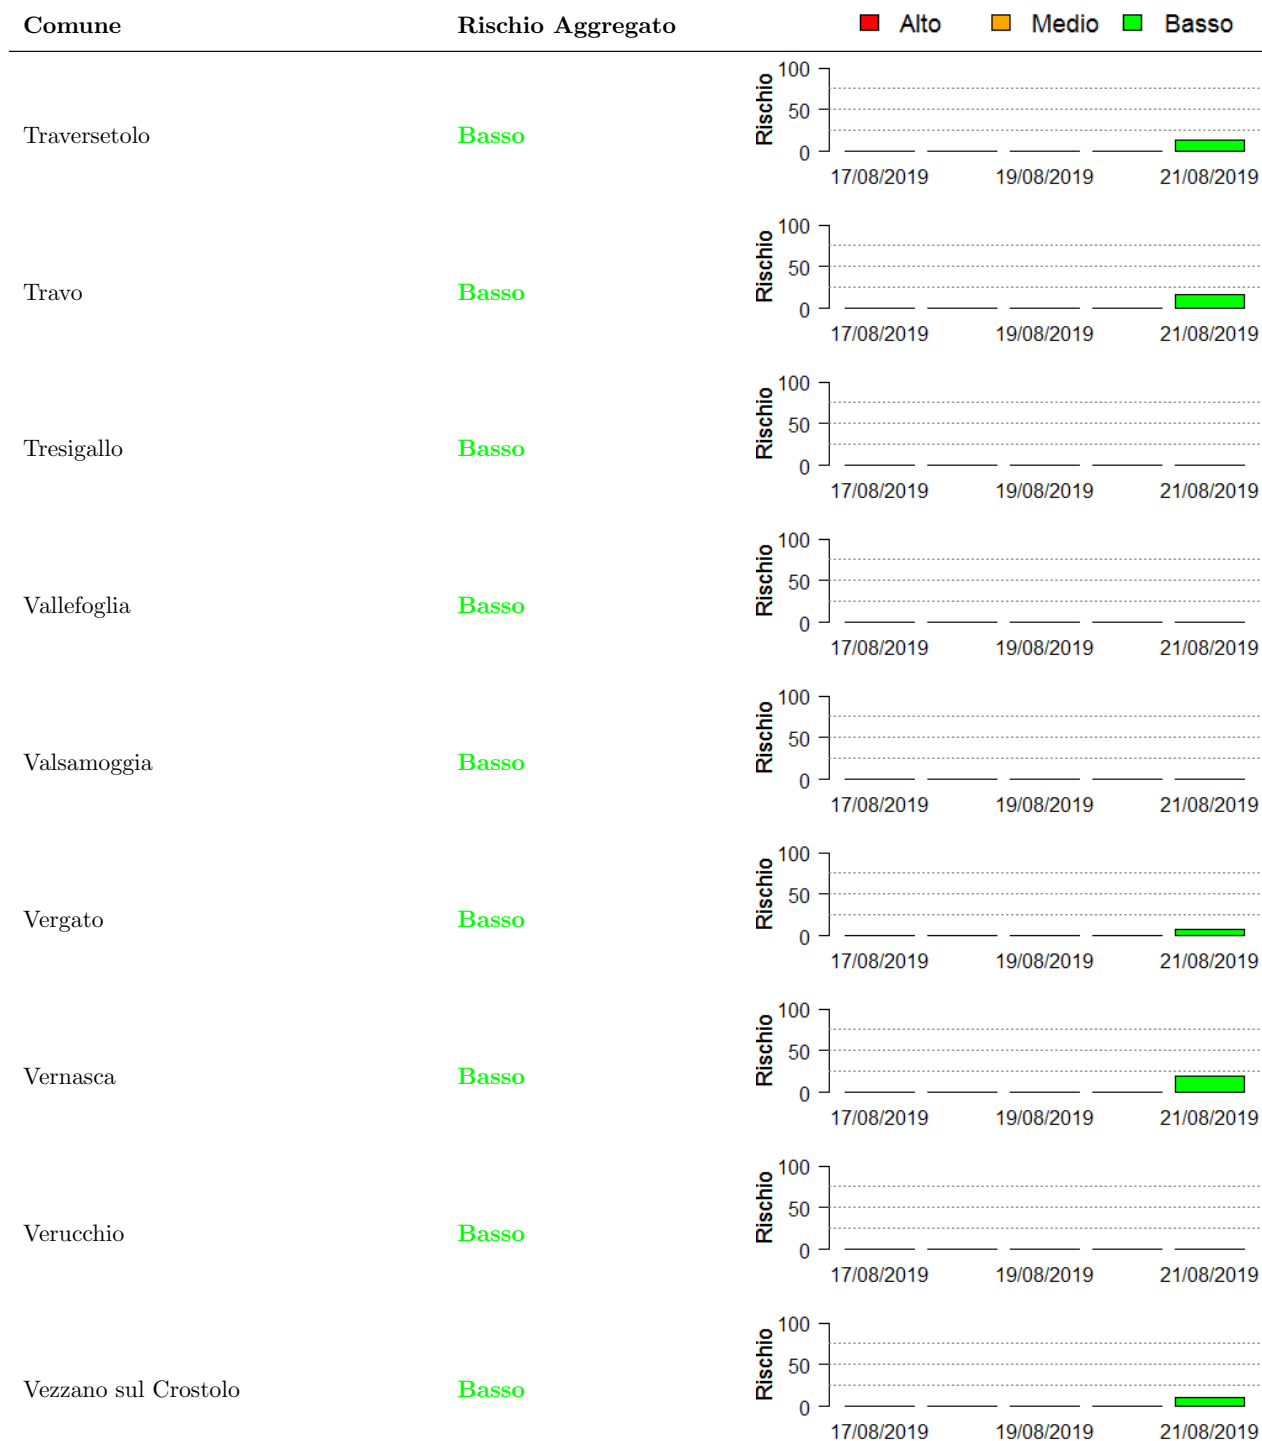 Comune Rischio Aggregato Alto Medio Basso
100
50
0
Rischio
Traversetolo Basso
17/08/2019 19/08/2019 21/08/2019
100
50
0
Rischio
Travo Basso
17/08/2019 19/08/2019 21/08/2019
100
50
0
Rischio
Tresigallo Basso
17/08/2019 19/08/2019 21/08/2019
100
50
0
Rischio
Vallefoglia Basso
17/08/2019 19/08/2019 21/08/2019
100
50
0
Rischio
Valsamoggia Basso
17/08/2019 19/08/2019 21/08/2019
100
50
0
Rischio
Vergato Basso
17/08/2019 19/08/2019 21/08/2019
100
50
0
Rischio
Vernasca Basso
17/08/2019 19/08/2019 21/08/2019
100
50
0
Rischio
Verucchio Basso
17/08/2019 19/08/2019 21/08/2019
100
50
0
Rischio
Vezzano sul Crostolo Basso
17/08/2019 19/08/2019 21/08/2019